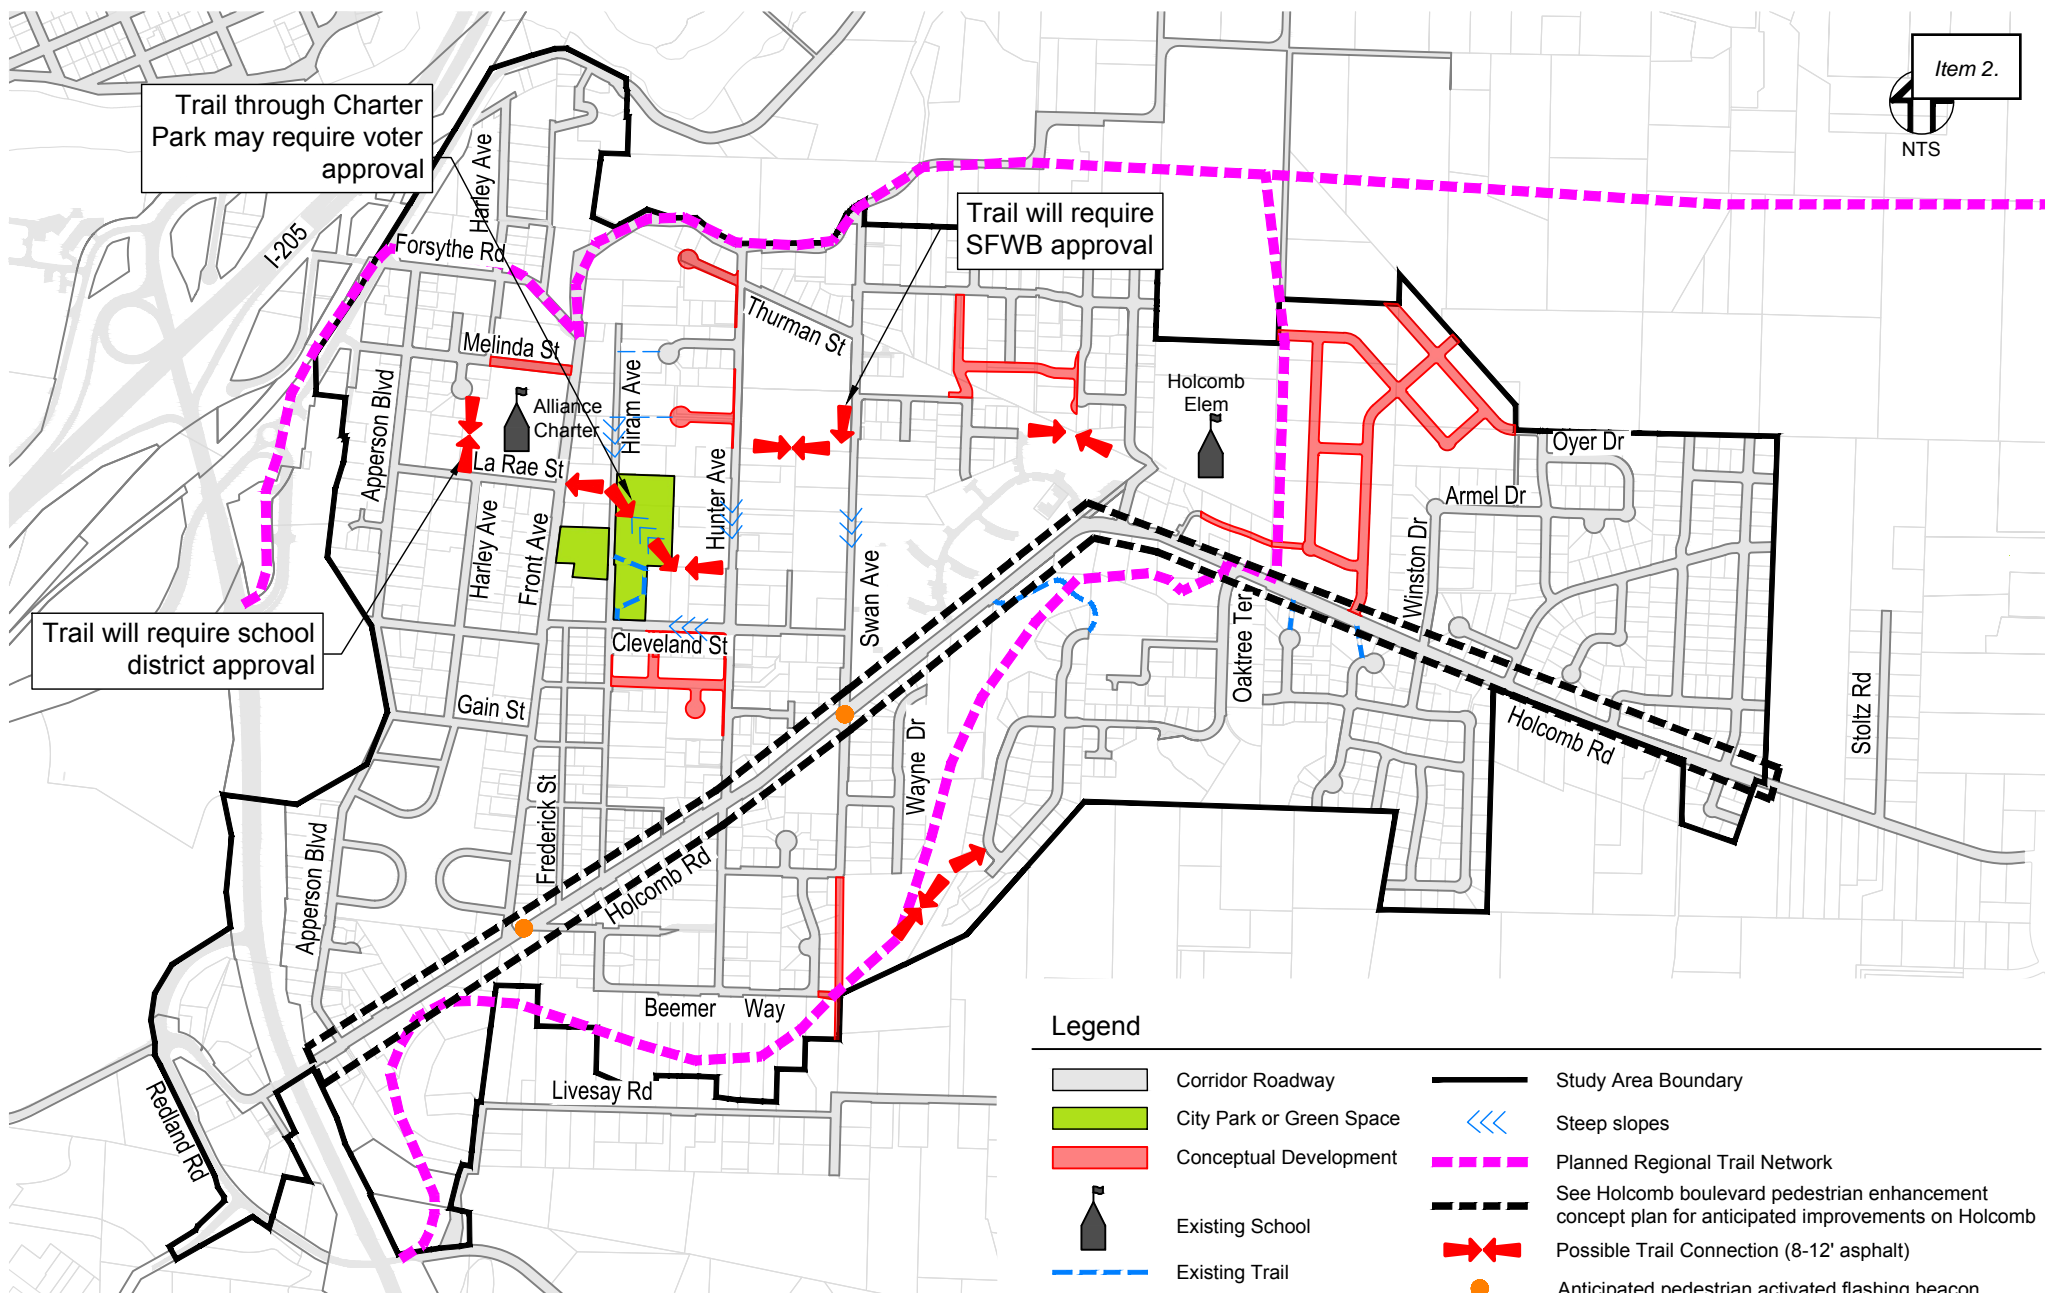 Item 2.
NTS
Trail through Charter
Park may require voter
approval
Trail will require
SFWB approval
Harley Ave
I-205
Forsythe Rd
Thurman St
Melinda St
Apperson Blvd
Alliance
Charter
Hiram Ave
Holcomb
Elem
La Rae St
Oyer Dr
Armel Dr
Hunter Ave
Harley Ave
Front Ave
Winston Dr
Swan Ave
Trail will require school
district approval
Cleveland St
Oaktree Ter
Gain St
Holcomb Rd
Stoltz Rd
Wayne Dr
Frederick St
Apperson Blvd
Holcomb Rd
Beemer Way
Livesay Rd
Redland Rd
Legend
Corridor Roadway
City Park or Green Space
Conceptual Development
Existing School
Existing Trail
Study Area Boundary
Steep slopes
Planned Regional Trail Network
See Holcomb boulevard pedestrian enhancement
concept plan for anticipated improvements on Holcomb
Possible Trail Connection (8-12' asphalt)
Anticipated pedestrian activated flashing beacon